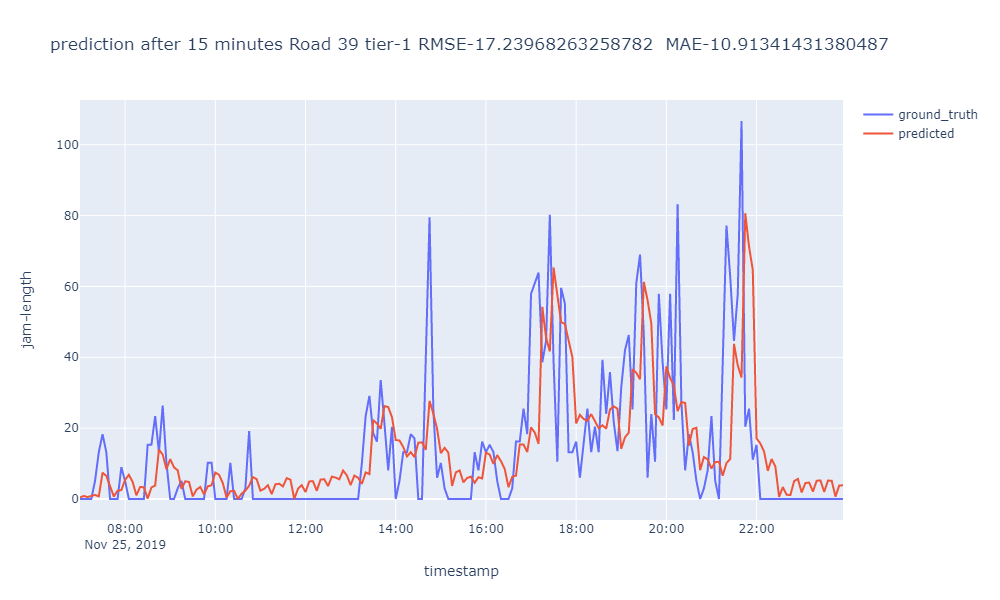 prediction after 15 minutes Road 39 tier-1 RMSE-17.23968263258782  MAE-10.91341431380487
ground_truth
predicted
100
80
60
40
20
0
jam-length
08:00 10:00 12:00 14:00 16:00 18:00 20:00 22:00
Nov 25, 2019
timestamp